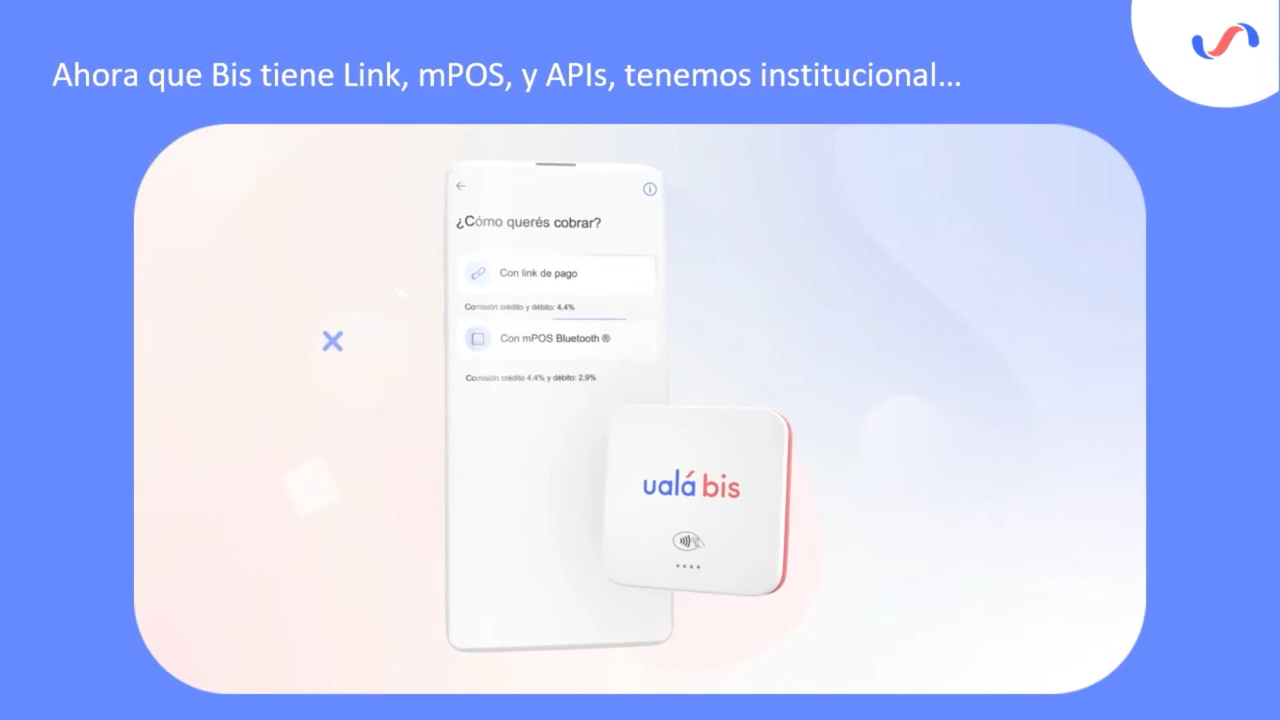 Ahora que Bis tiene Link, mPOS, y APIs, tenemos institucional...
¿Cómo querés cobrar?
Con link de pago
Comisión crédito y débito: 4,4%
Con mPOS Bluetooth ®
Comisión crédito 4,4% y débito: 2,9%
ualá bis